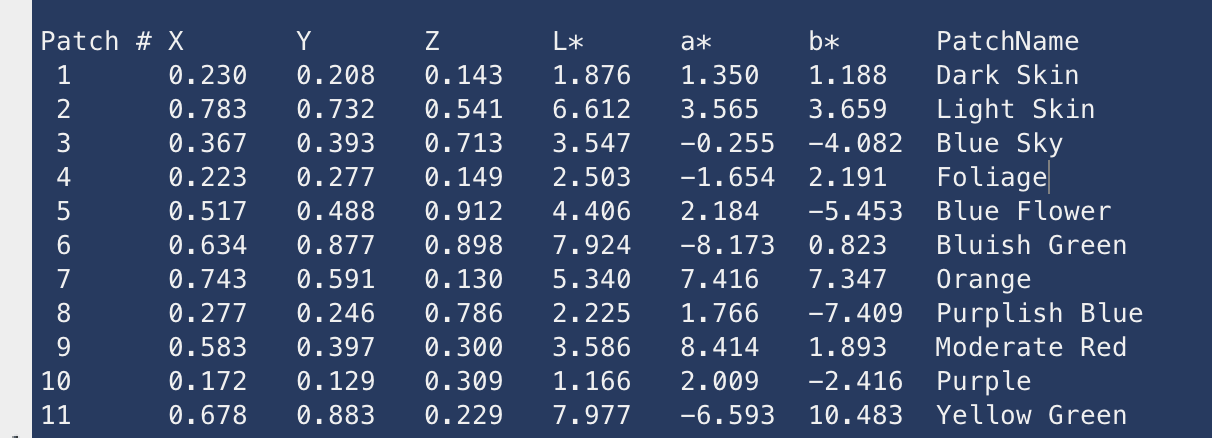 Patch # X Y Z L* a* b* PatchName
1 0.230 0.208 0.143 1.876 1.350 1.188 Dark Skin
2 0.783 0.732 0.541 6.612 3.565 3.659 Light Skin
3 0.367 0.393 0.713 3.547 −0.255 −4.082 Blue Sky
4 0.223 0.277 0.149 2.503 −1.654 2.191 Foliage
5 0.517 0.488 0.912 4.406 2.184 −5.453 Blue Flower
6 0.634 0.877 0.898 7.924 −8.173 0.823 Bluish Green
7 0.743 0.591 0.130 5.340 7.416 7.347 Orange
8 0.277 0.246 0.786 2.225 1.766 −7.409 Purplish Blue
9 0.583 0.397 0.300 3.586 8.414 1.893 Moderate Red
10 0.172 0.129 0.309 1.166 2.009 −2.416 Purple
11 0.678 0.883 0.229 7.977 −6.593 10.483 Yellow Green